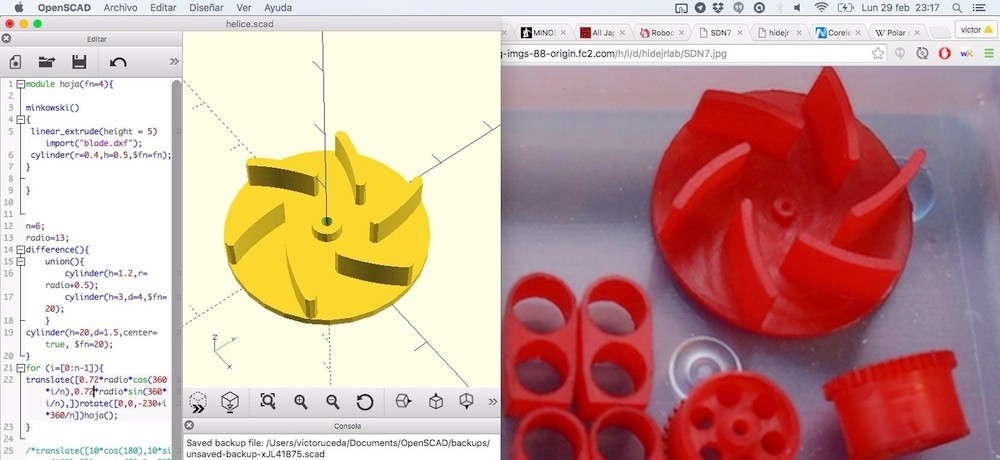 OpenSCAD Archivo Editar Diseñar Ver Ayuda
Lun 29 feb 23:17
helice.scad
Editar
1 module hoja(fn=4){
2
3 minkowski()
4 {
5 linear_extrude(height = 5)
import("blade.dxf");
6 cylinder(r=0.4,h=0.5,$fn=fn);
7 }
8
9 }
10
11
12 n=6;
13 radio=13;
14 difference(){
15 union(){
16 cylinder(h=1.2,r=
radio+0.5);
17 cylinder(h=3,d=4,$fn=
20);
18 }
19 cylinder(h=20,d=1.5,center=
true, $fn=20);
20 }
21 for (i=[0:n-1]){
22 translate([0.72*radio*cos(360
*i/n),0.72*radio*sin(360*
i/n),])rotate([0,0,-230+i
*360/n])hoja();
23 }
24
25 /*translate([10*cos(180),10*si
Consola
Saved backup file: /Users/victoruceda/Documents/OpenSCAD/backups/
unsaved-backup-xJL41875.scad
MINOS
All Jap
Roboc
SDN7
hidejr
Corele
Polar c
victor
-imgs-88-origin.fc2.com/h/i/d/hidejrlab/SDN7.jpg